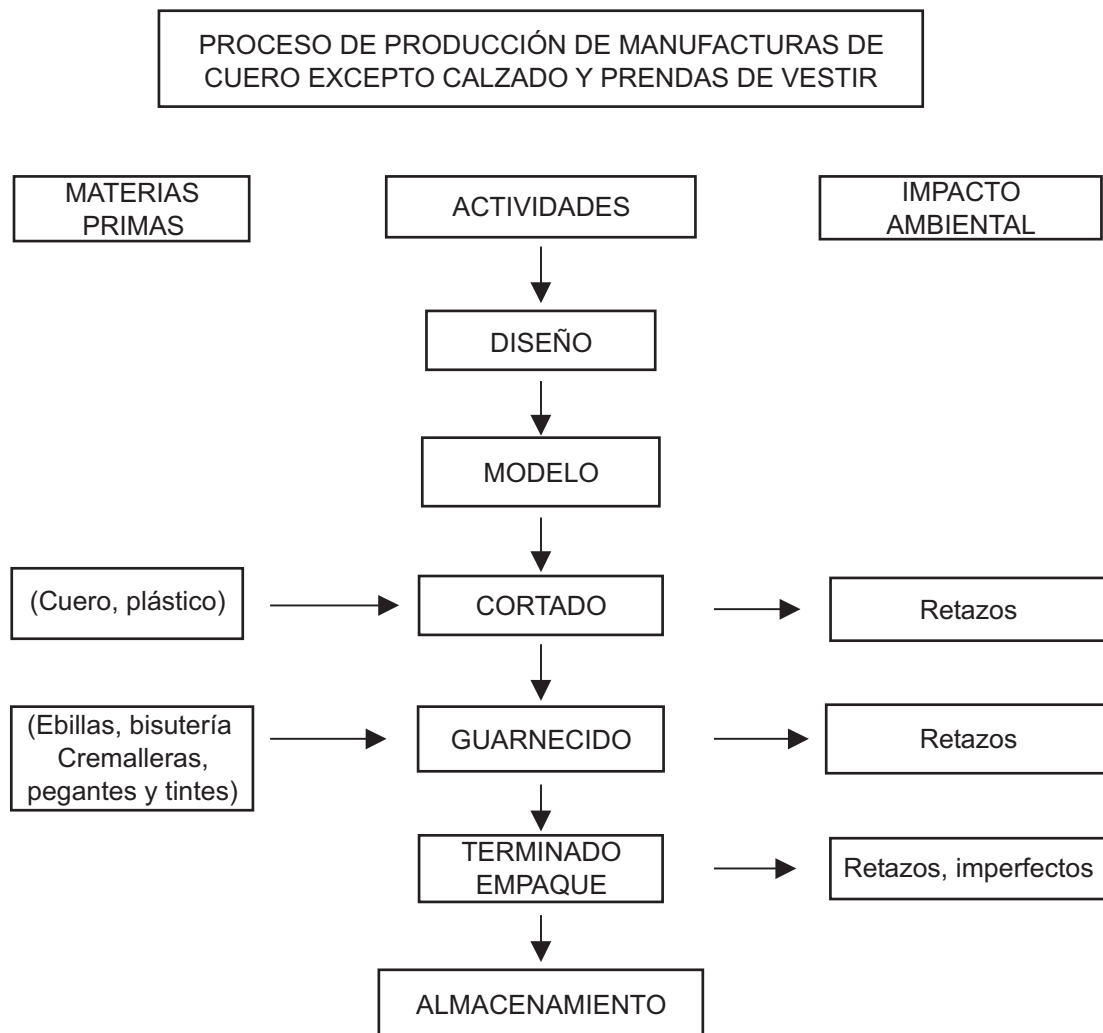 PROCESO DE PRODUCCIÓN DE MANUFACTURAS DE
CUERO EXCEPTO CALZADO Y PRENDAS DE VESTIR
MATERIAS
PRIMAS
ACTIVIDADES
IMPACTO
AMBIENTAL
DISEÑO
MODELO
(Cuero, plástico)
CORTADO
Retazos
(Ebillas, bisutería
Cremalleras,
pegantes y tintes)
GUARNECIDO
Retazos
TERMINADO
EMPAQUE
Retazos, imperfectos
ALMACENAMIENTO